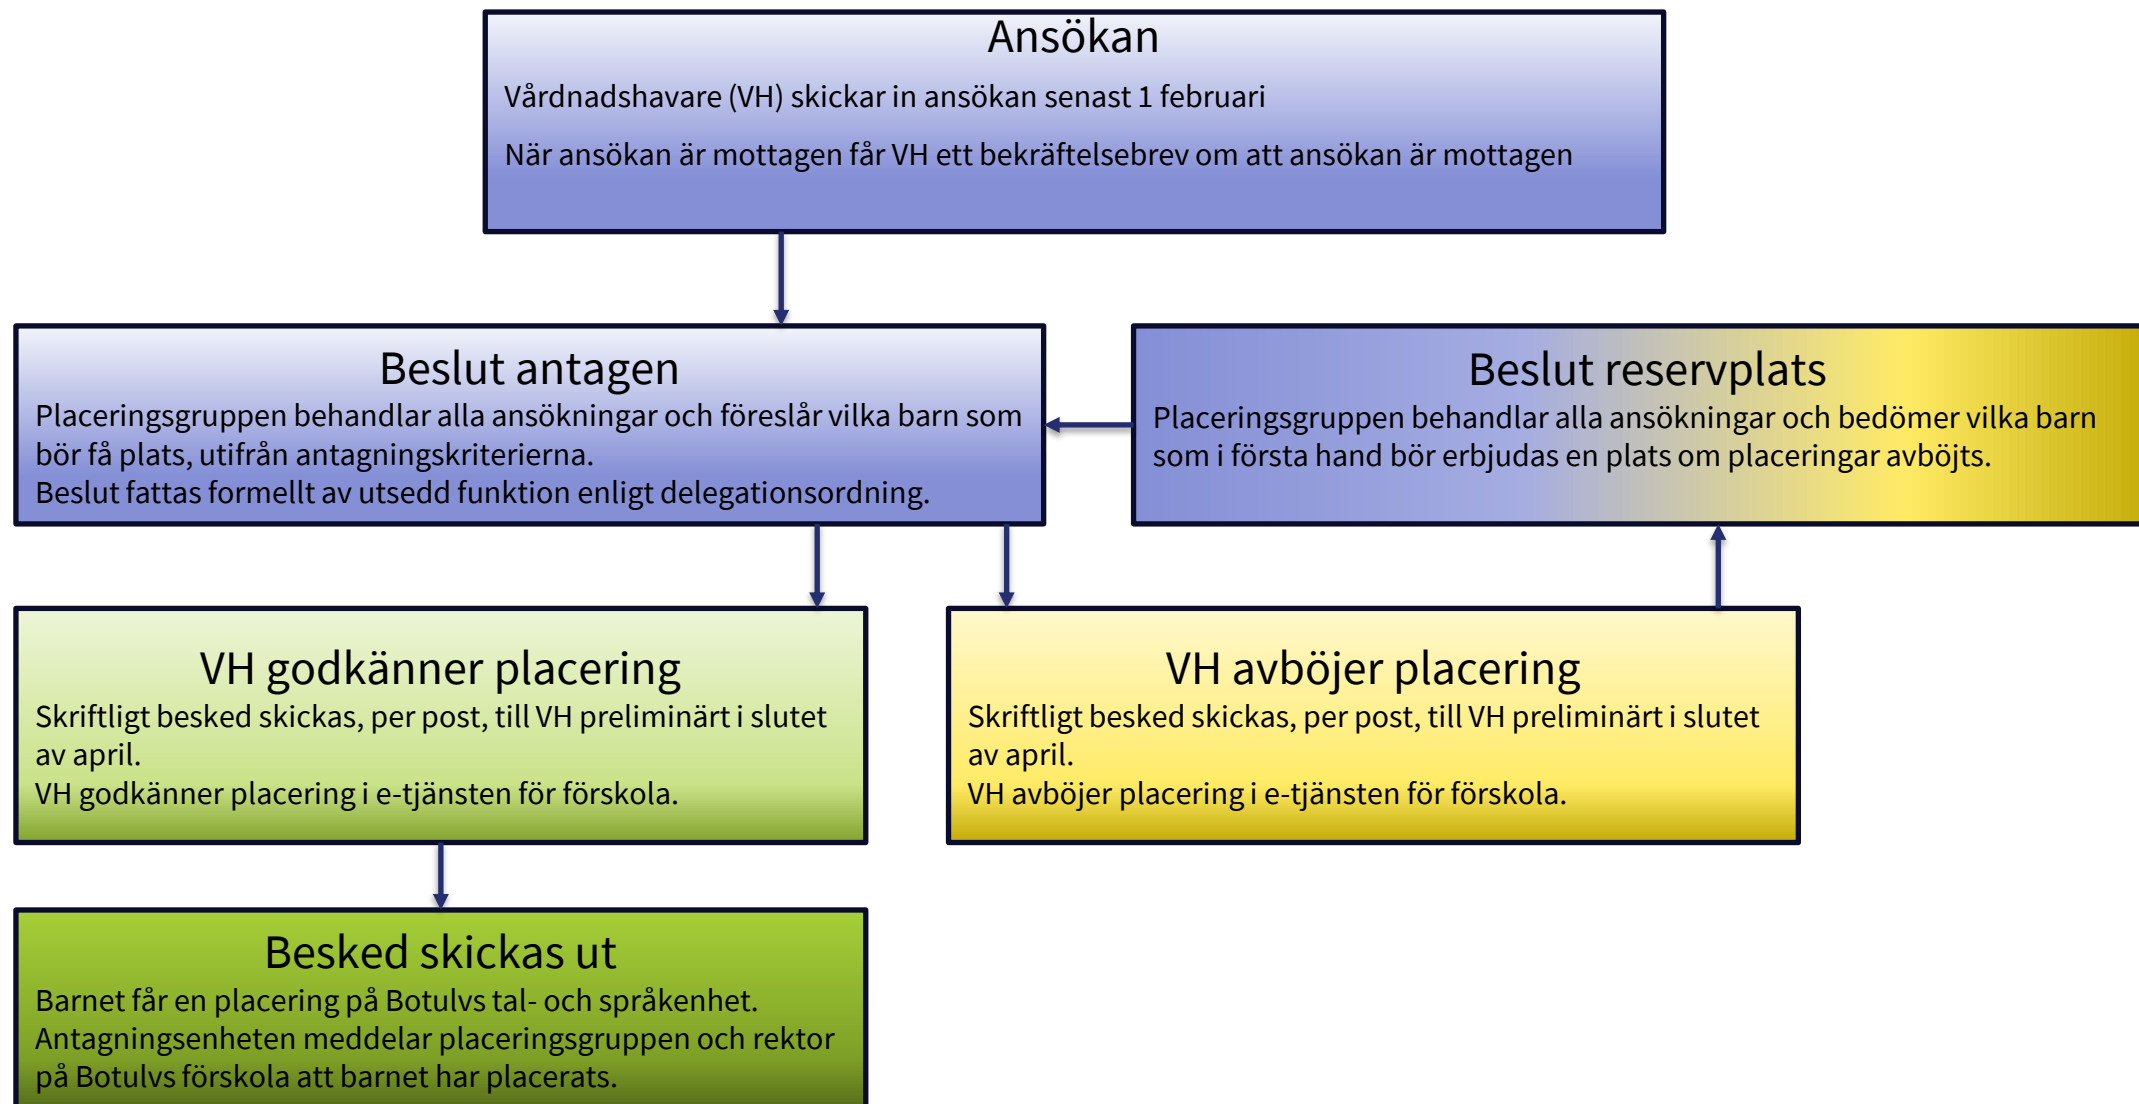 Ansökan
Vårdnadshavare (VH) skickar in ansökan senast 1 februari
När ansökan är mottagen får VH ett bekräftelsebrev om att ansökan är mottagen
Beslut antagen
Placeringsgruppen behandlar alla ansökningar och föreslår vilka barn som
bör få plats, utifrån antagningskriterierna.
Beslut fattas formellt av utsedd funktion enligt delegationsordning.
Beslut reservplats
Placeringsgruppen behandlar alla ansökningar och bedömer vilka barn
som i första hand bör erbjudas en plats om placeringar avböjts.
VH godkänner placering
Skriftligt besked skickas, per post, till VH preliminärt i slutet
av april.
VH godkänner placering i e-tjänsten för förskola.
VH avböjer placering
Skriftligt besked skickas, per post, till VH preliminärt i slutet
av april.
VH avböjer placering i e-tjänsten för förskola.
Besked skickas ut
Barnet får en placering på Botulvs tal- och språkenhet.
Antagningsenheten meddelar placeringsgruppen och rektor
på Botulvs förskola att barnet har placerats.